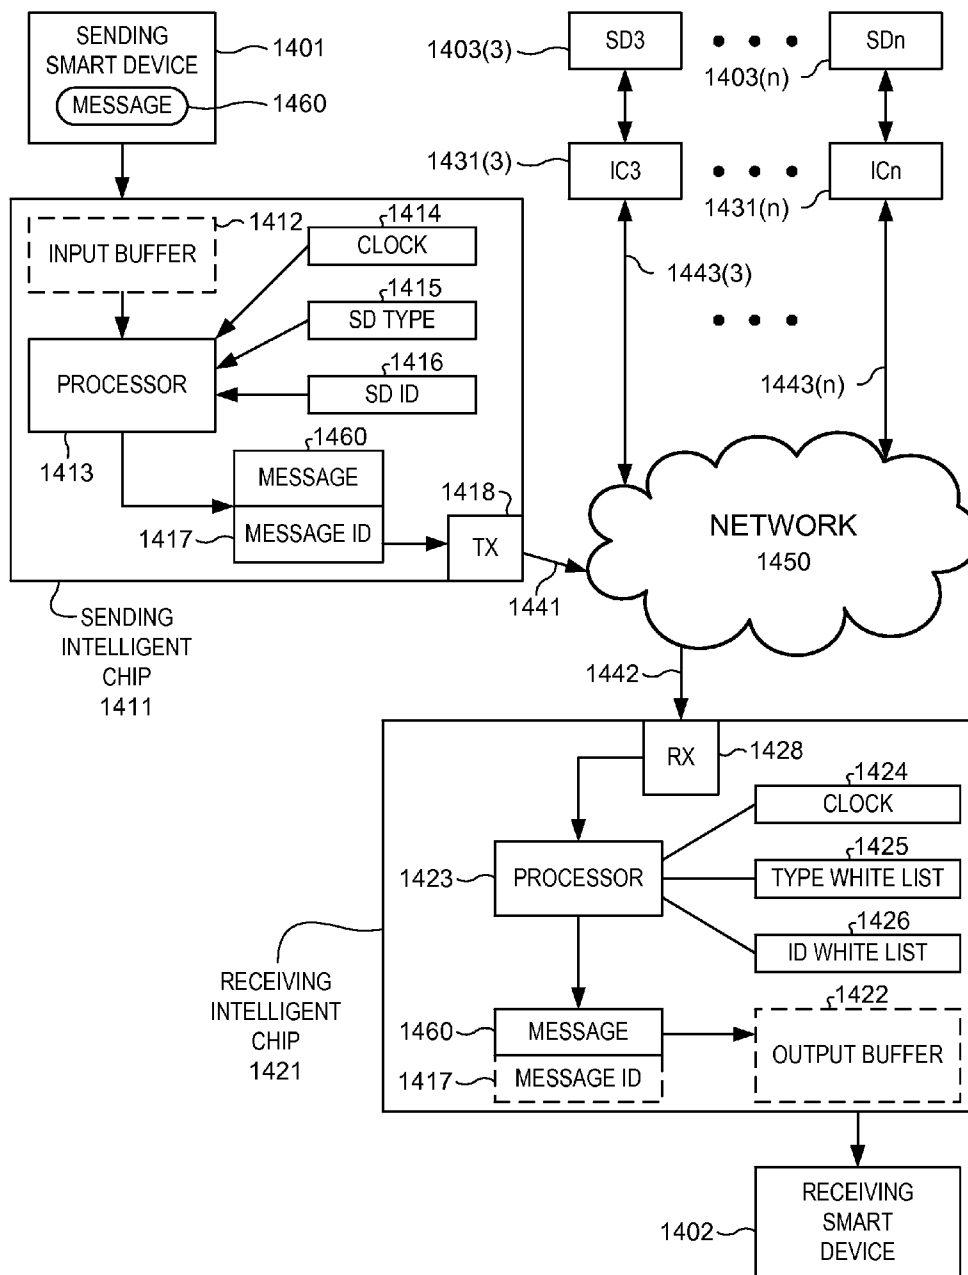 SENDING
SMART DEVICE
MESSAGE
1401
1460
1403(3)
SD3
SDn
1403(n)
1431(3)
IC3
ICn
1431(n)
1443(3)
1443(n)
1412
INPUT BUFFER
1414
CLOCK
1415
SD TYPE
1416
SD ID
PROCESSOR
1413
1460
MESSAGE
1417
MESSAGE ID
1418
TX
1441
NETWORK
1450
SENDING
INTELLIGENT
CHIP
1411
1442
RX
1428
1424
CLOCK
1423
PROCESSOR
1425
TYPE WHITE LIST
1426
ID WHITE LIST
RECEIVING
INTELLIGENT
CHIP
1421
1460
MESSAGE
1417
MESSAGE ID
1422
OUTPUT BUFFER
1402
RECEIVING
SMART
DEVICE